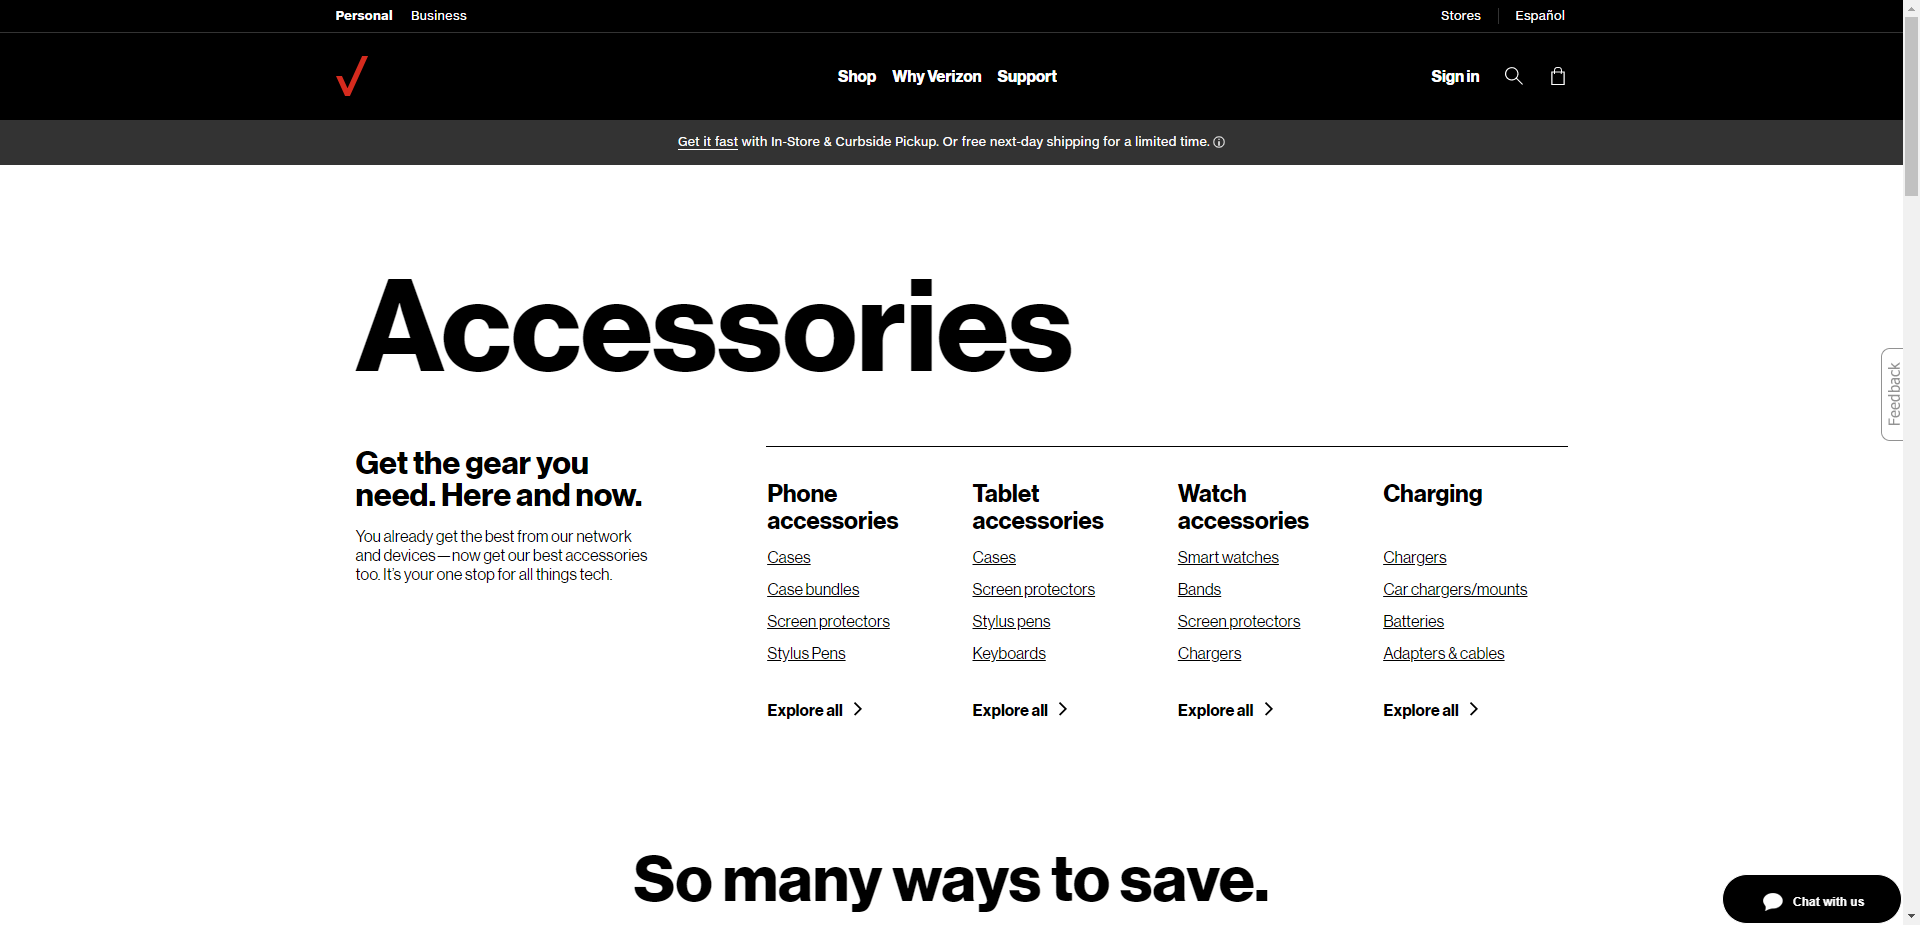 Personal Business
Stores Español
Shop Why Verizon Support
Sign in
Get it fast with In-Store & Curbside Pickup. Or free next-day shipping for a limited time.
Accessories
Feedback
Get the gear you
need. Here and now.
You already get the best from our network
and devices—now get our best accessories
too. It's your one stop for all things tech.
Phone
accessories
Cases
Case bundles
Screen protectors
Stylus Pens
Explore all
Tablet
accessories
Cases
Screen protectors
Stylus pens
Keyboards
Explore all
Watch
accessories
Smart watches
Bands
Screen protectors
Chargers
Explore all
Charging
Chargers
Car chargers/mounts
Batteries
Adapters & cables
Explore all
So many ways to save.
Chat with us